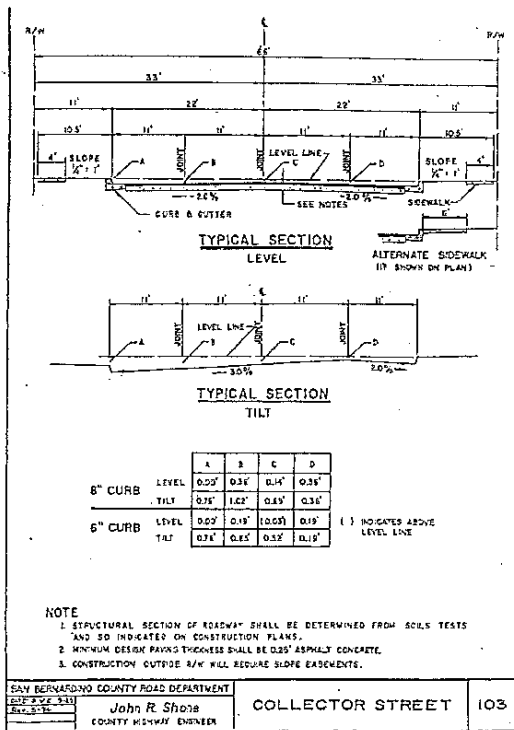 ℄
R/W R/W
66'
33' 33'
11' 22' 22' 11'
10.5' 11' 11' 11' 11' 10.5'
4' SLOPE 1/4" : 1' A JOINT B JOINT C LEVEL LINE JOINT D SLOPE 1/4" : 1' 4'
-2.0% -2.0%
CURB & GUTTER SEE NOTES SIDEWALK
6'
TYPICAL SECTION
LEVEL
ALTERNATE SIDEWALK
(IF SHOWN ON PLAN)
℄
11' 11' 11' 11'
A JOINT B LEVEL LINE JOINT C JOINT D
3.0% 2.0%
TYPICAL SECTION
TILT
A B C D
8" CURB LEVEL 0.00' 0.36' 0.14' 0.36'
TILT 0.76' 1.02' 0.69' 0.36'
6" CURB LEVEL 0.00' 0.19' (0.03') 0.19'
TILT 0.76' 0.85' 0.52' 0.19'
( ) INDICATES ABOVE
LEVEL LINE
NOTE
1. STRUCTURAL SECTION OF ROADWAY SHALL BE DETERMINED FROM SOILS TESTS
AND SO INDICATED ON CONSTRUCTION PLANS.
2. MINIMUM DESIGN PAVING THICKNESS SHALL BE 0.25' ASPHALT CONCRETE.
3. CONSTRUCTION OUTSIDE R/W WILL REQUIRE SLOPE EASEMENTS.
SAN BERNARDINO COUNTY ROAD DEPARTMENT
John R. Shone
COUNTY HIGHWAY ENGINEER
COLLECTOR STREET
103